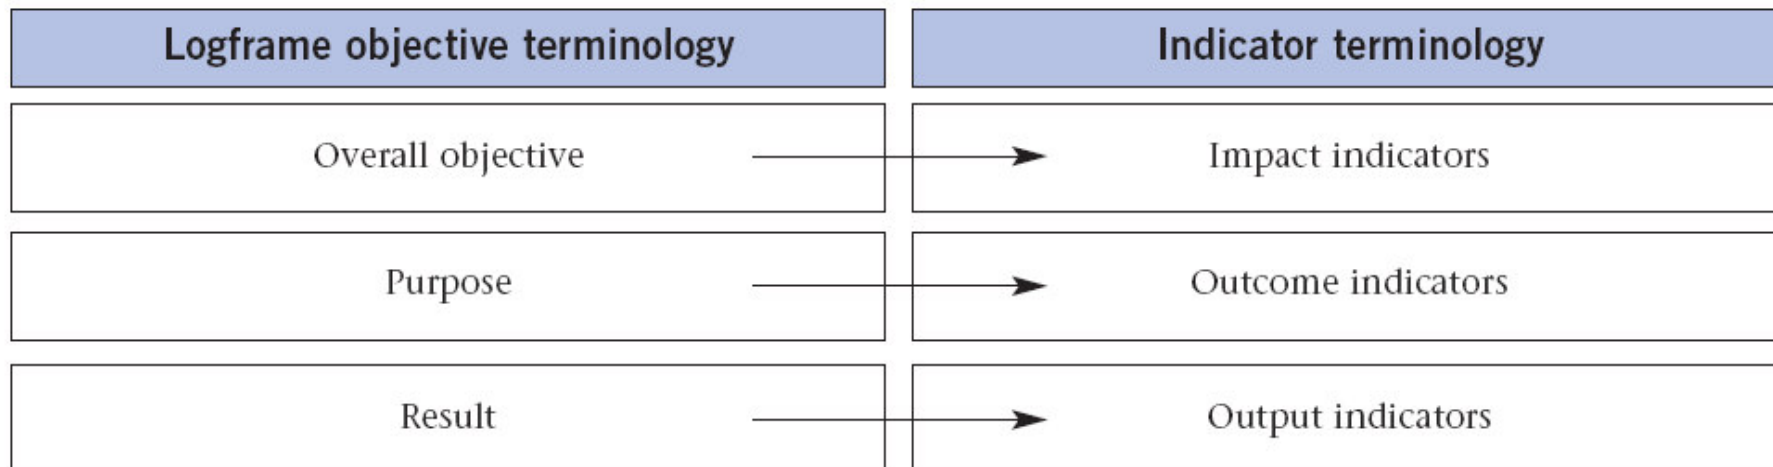 Logframe objective terminology
Indicator terminology
Overall objective
Impact indicators
Purpose
Outcome indicators
Result
Output indicators